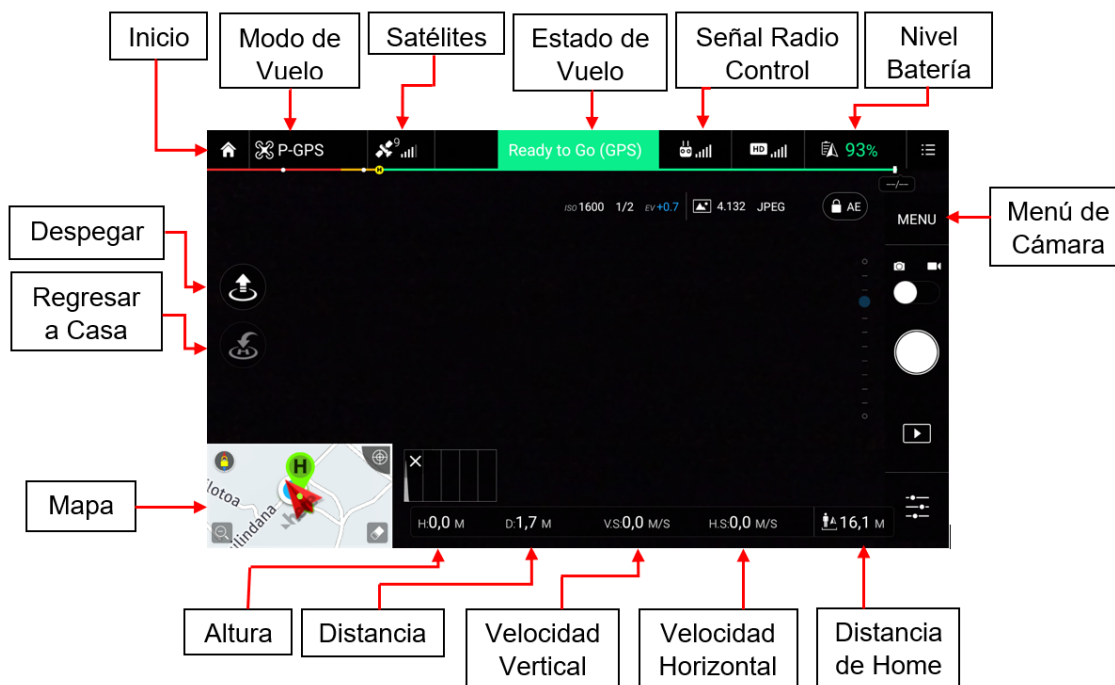 Inicio
Modo de
Vuelo
Satélites
Estado de
Vuelo
Señal Radio
Control
Nivel
Batería
P-GPS
9
Ready to Go (GPS)
HD
93%
H
--/--
ISO 1600 1/2 EV +0.7 4.132 JPEG
AE
MENU
Menú de
Cámara
Despegar
Regresar
a Casa
H
H
Mapa
ilotoa
ilindana
H:0,0 M
D:1,7 M
V.S:0,0 M/S
H.S:0,0 M/S
16,1 M
Altura
Distancia
Velocidad
Vertical
Velocidad
Horizontal
Distancia
de Home